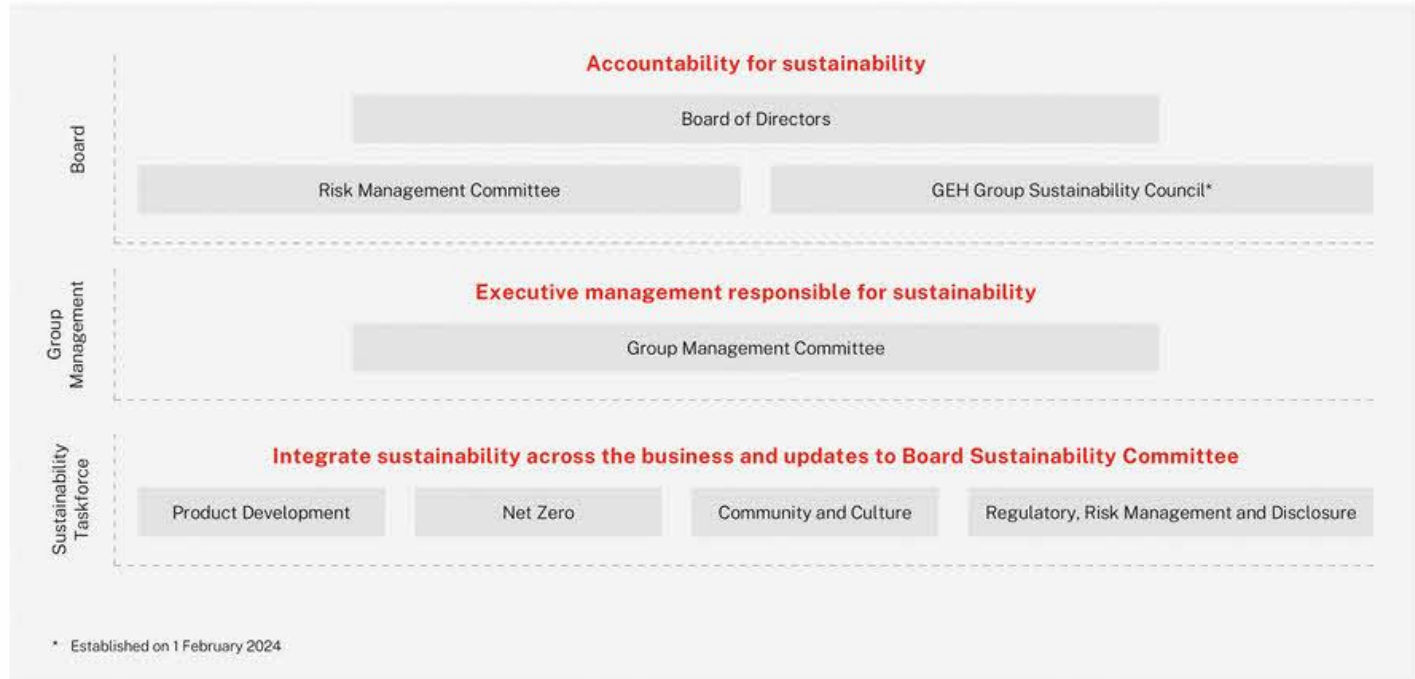 Accountability for sustainability
Board
Board of Directors
Risk Management Committee
GEH Group Sustainability Council*
Group
Management
Executive management responsible for sustainability
Group Management Committee
Sustainability
Taskforce
Integrate sustainability across the business and updates to Board Sustainability Committee
Product Development
Net Zero
Community and Culture
Regulatory, Risk Management and Disclosure
* Established on 1 February 2024